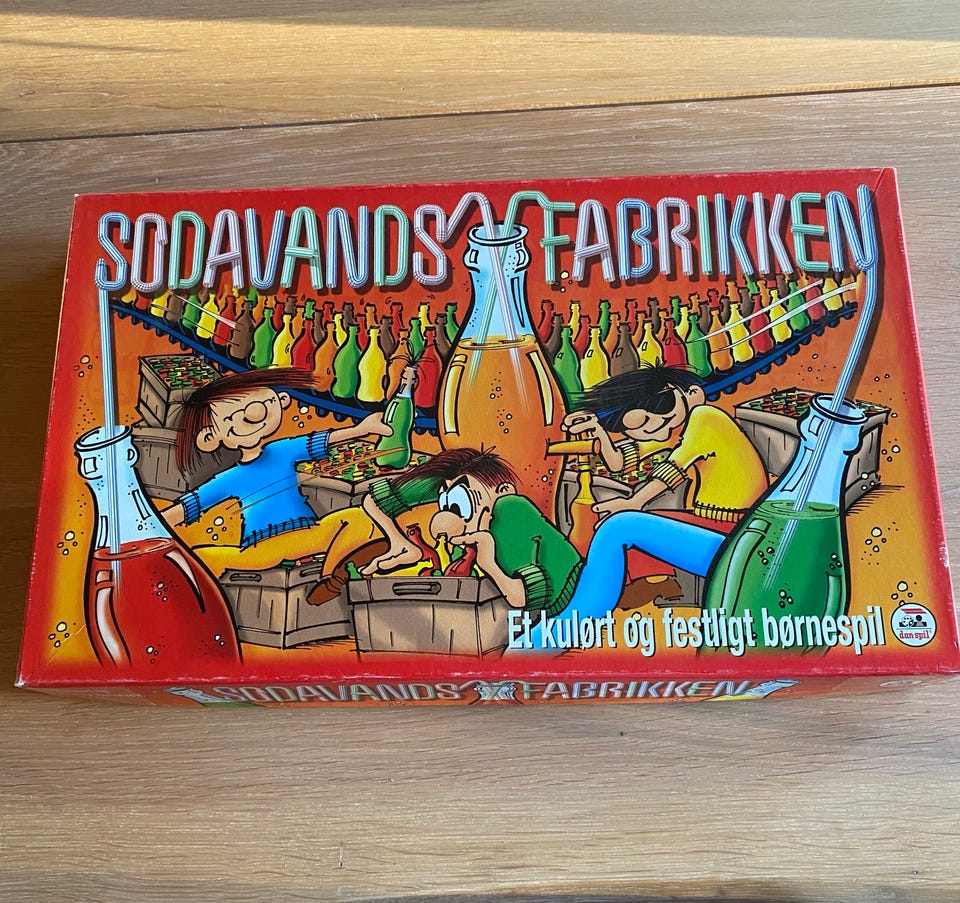 SODAVANDS FABRIKKEN
Et kulørt og festligt børnespil
dan-spil
SODAVANDS FABRIKKEN